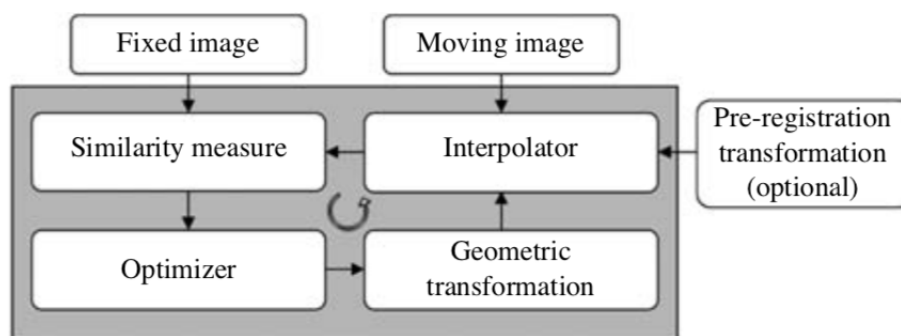 Fixed image
Moving image
Similarity measure
Interpolator
Pre-registration
transformation
(optional)
Optimizer
Geometric
transformation